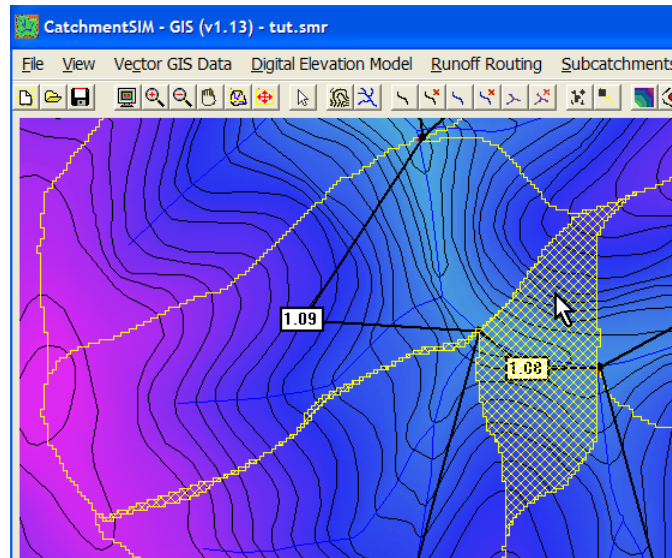 CatchmentSIM - GIS (v1.13) - tut.smr
File View Vector GIS Data Digital Elevation Model Runoff Routing Subcatchments
1.09
1.08